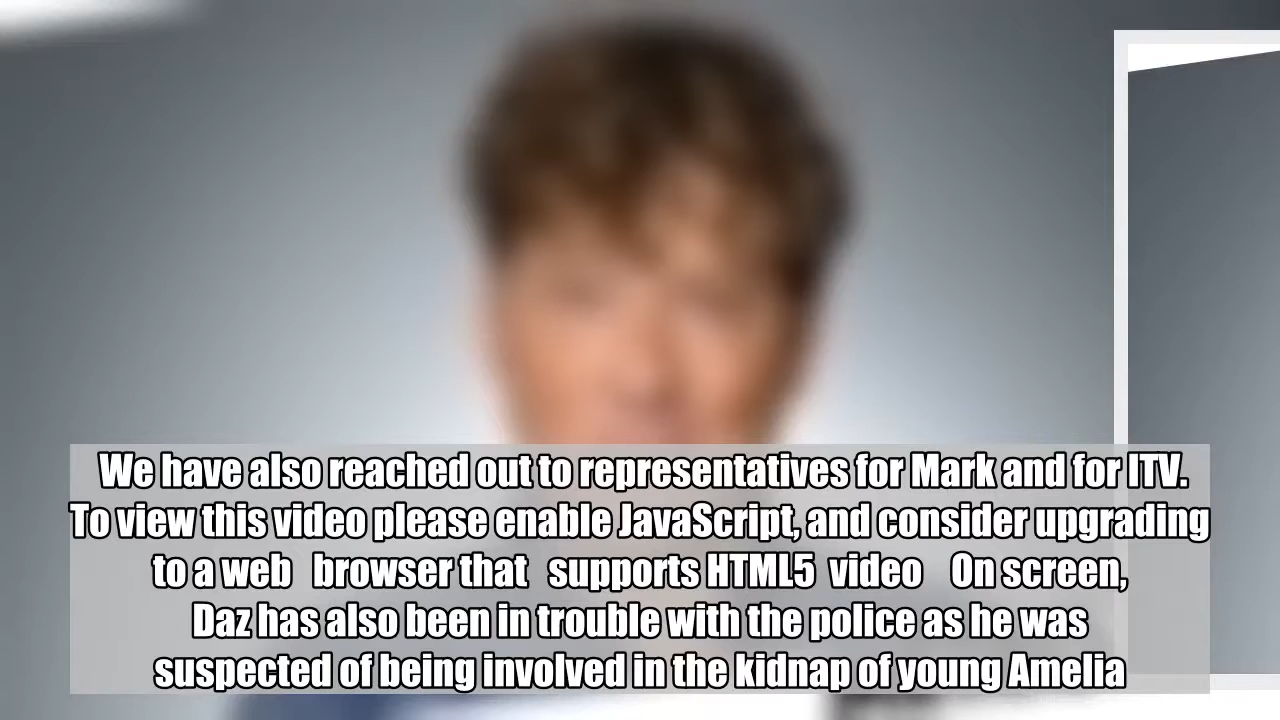 We have also reached out to representatives for Mark and for ITV.
To view this video please enable JavaScript, and consider upgrading
to a web browser that supports HTML5 video On screen,
Daz has also been in trouble with the police as he was
suspected of being involved in the kidnap of young Amelia